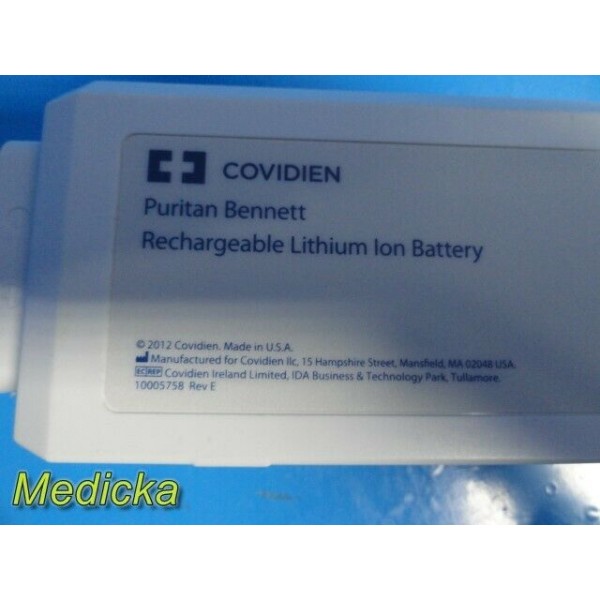 COVIDIEN
Puritan Bennett
Rechargeable Lithium Ion Battery
© 2012 Covidien. Made in U.S.A.
Manufactured for Covidien llc, 15 Hampshire Street, Mansfield, MA 02048 USA.
EC REP Covidien Ireland Limited, IDA Business & Technology Park, Tullamore.
10005758 Rev E
Medicka